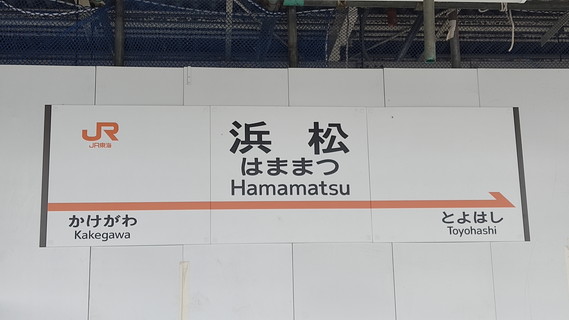 JR
JR東海
浜松
はままつ
Hamamatsu
かけがわ
Kakegawa
とよはし
Toyohashi